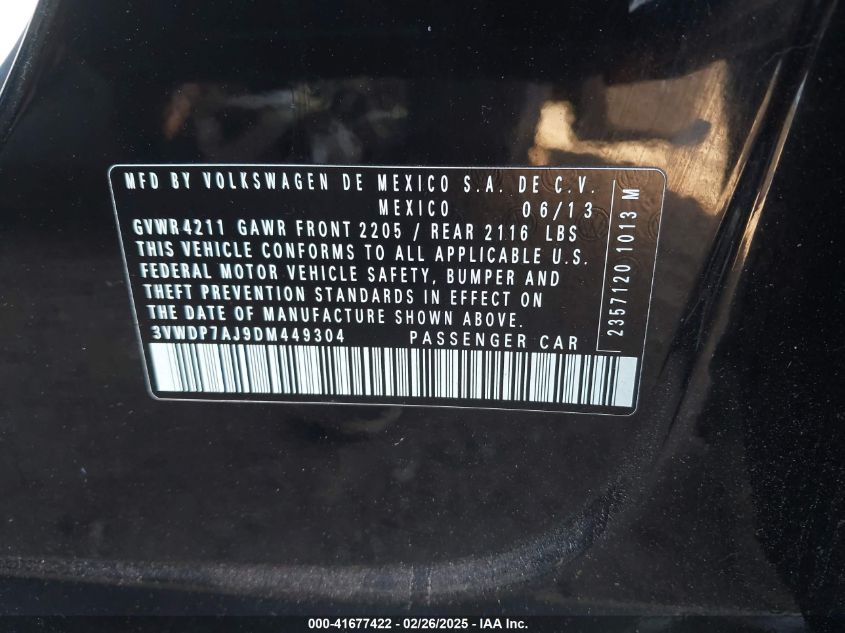 MFD BY VOLKSWAGEN DE MEXICO S.A. DE C.V.
MEXICO 06/13
GVWR 4211 GAWR FRONT 2205 / REAR 2116 LBS
THIS VEHICLE CONFORMS TO ALL APPLICABLE U.S.
FEDERAL MOTOR VEHICLE SAFETY, BUMPER AND
THEFT PREVENTION STANDARDS IN EFFECT ON
THE DATE OF MANUFACTURE SHOWN ABOVE.
3VWDP7AJ9DM449304 PASSENGER CAR
2357120 1013 M
000-41677422 - 02/26/2025 - IAA Inc.